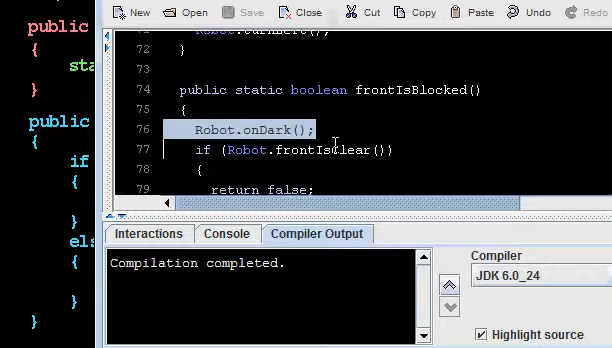 public
{
sta
}
public
{
if
{
}
els
{
}
}
New Open Save Close Cut Copy Paste Undo Redo
72 }
73
74 public static boolean frontIsBlocked()
75 {
76 Robot.onDark();
77 if (Robot.frontIsClear())
78 {
79 return false;
Interactions Console Compiler Output
Compilation completed.
Compiler
JDK 6.0_24
Highlight source